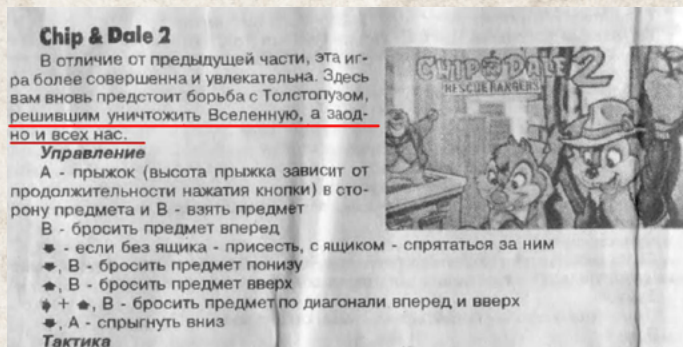 Chip & Dale 2
В отличие от предыдущей части, эта иг-
ра более совершенна и увлекательна. Здесь
вам вновь предстоит борьба с Толстопузом,
решившим уничтожить Вселенную, а заод-
но и всех нас.
CHIP DALE 2
RESCUE RANGERS
Управление
А - прыжок (высота прыжка зависит от
продолжительности нажатия кнопки) в сто-
рону предмета и В - взять предмет
В - бросить предмет вперед
🡇 - если без ящика - присесть, с ящиком - спрятаться за ним
🡇, В - бросить предмет понизу
🡅, В - бросить предмет вверх
🡆 + 🡅, В - бросить предмет по диагонали вперед и вверх
🡇, А - спрыгнуть вниз
Тактика